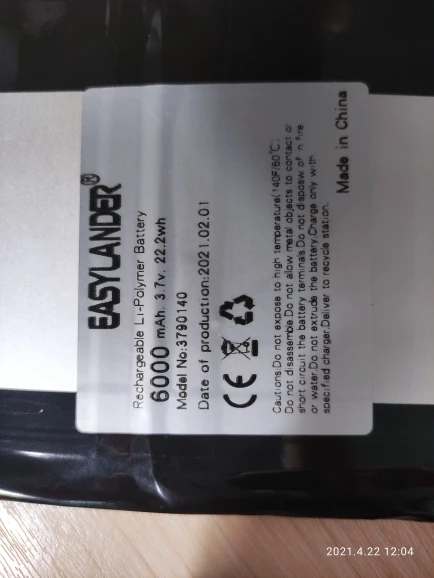 EASYLANDER®
Rechargeable Li-Polymer Battery
6000 mAh. 3.7v. 22.2wh
Model No:3790140
Date of production:2021.02.01
CE
Cautions:Do not expose to high temperature(140F/60℃).
Do not disassemble.Do not allow metal objects to contact or
short circuit the battery terminals.Do not disposw of n fire
or water.Do not extrude the battery.Charge only with
specified charger.Deliver to recycle station.
Made in China
2021.4.22 12:04